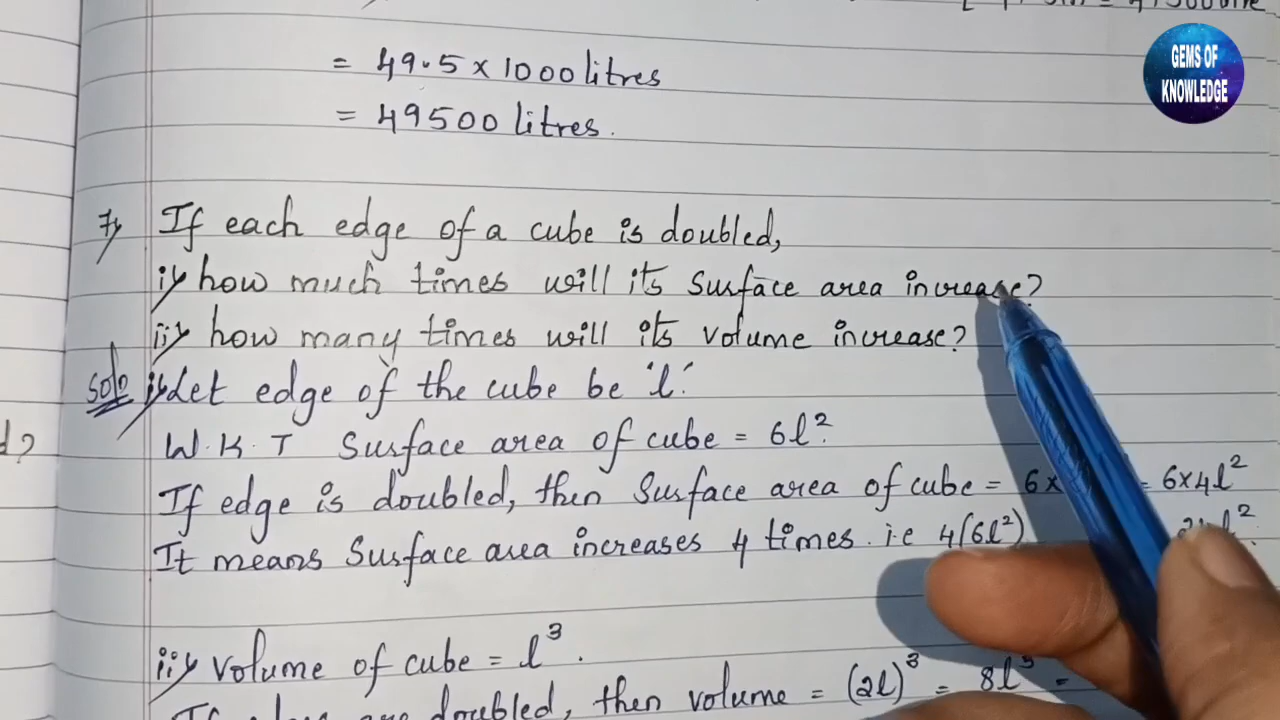 = 49.5 x 1000 litres
= 49500 litres.
GEMS OF
KNOWLEDGE
7) If each edge of a cube is doubled,
i) how much times will its surface area increase?
ii) how many times will its volume increase?
Soln i) Let edge of the cube be 'l'.
W.K.T Surface area of cube = 6l².
d?
If edge is doubled, then Surface area of cube = 6x = 6x4l²
It means Surface area increases 4 times. i.e 4(6l²) l².
ii) Volume of cube = l³.
doubled, then volume = (2l)³ = 8l³ =